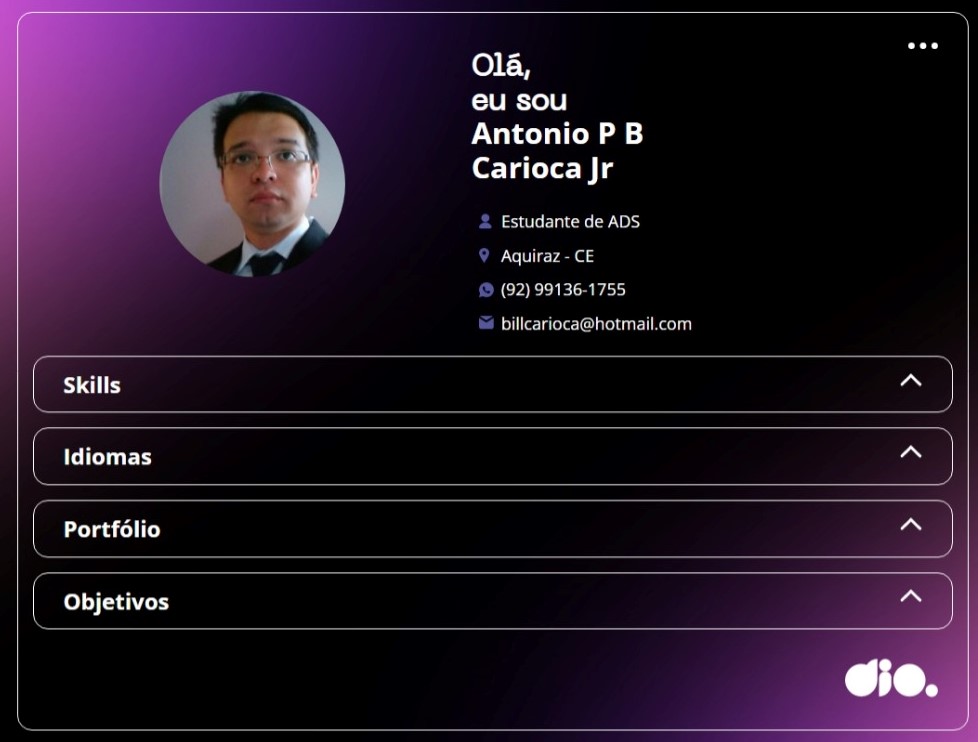 Olá,
eu sou
Antonio P B
Carioca Jr
Estudante de ADS
Aquiraz - CE
(92) 99136-1755
billcarioca@hotmail.com
Skills
Idiomas
Portfólio
Objetivos
dio.